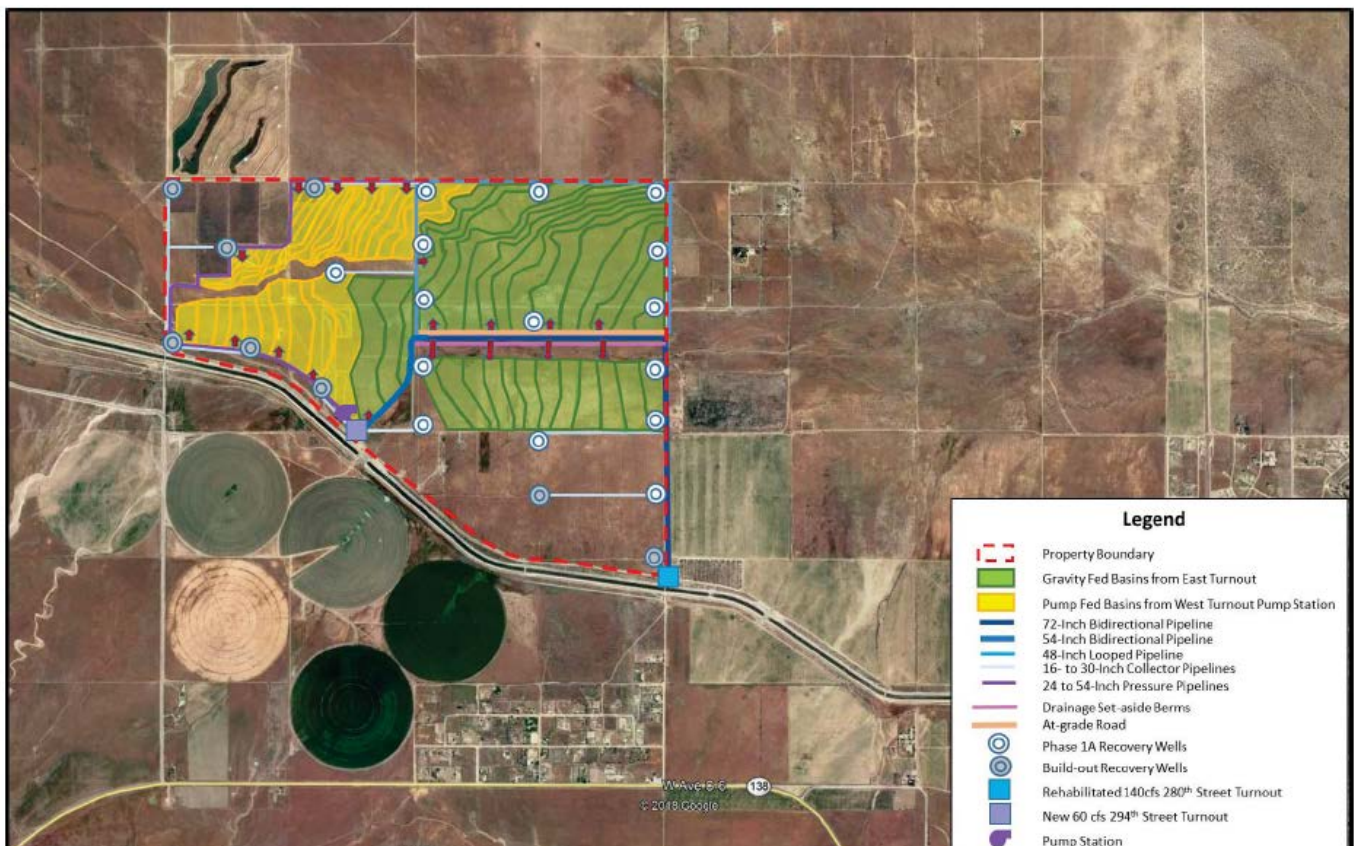 W Ave B-6
138
© 2018 Google
Legend
Property Boundary
Gravity Fed Basins from East Turnout
Pump Fed Basins from West Turnout Pump Station
72-Inch Bidirectional Pipeline
54-Inch Bidirectional Pipeline
48-Inch Looped Pipeline
16- to 30-Inch Collector Pipelines
24 to 54-Inch Pressure Pipelines
Drainage Set-aside Berms
At-grade Road
Phase 1A Recovery Wells
Build-out Recovery Wells
Rehabilitated 140cfs 280th Street Turnout
New 60 cfs 294th Street Turnout
Pump Station